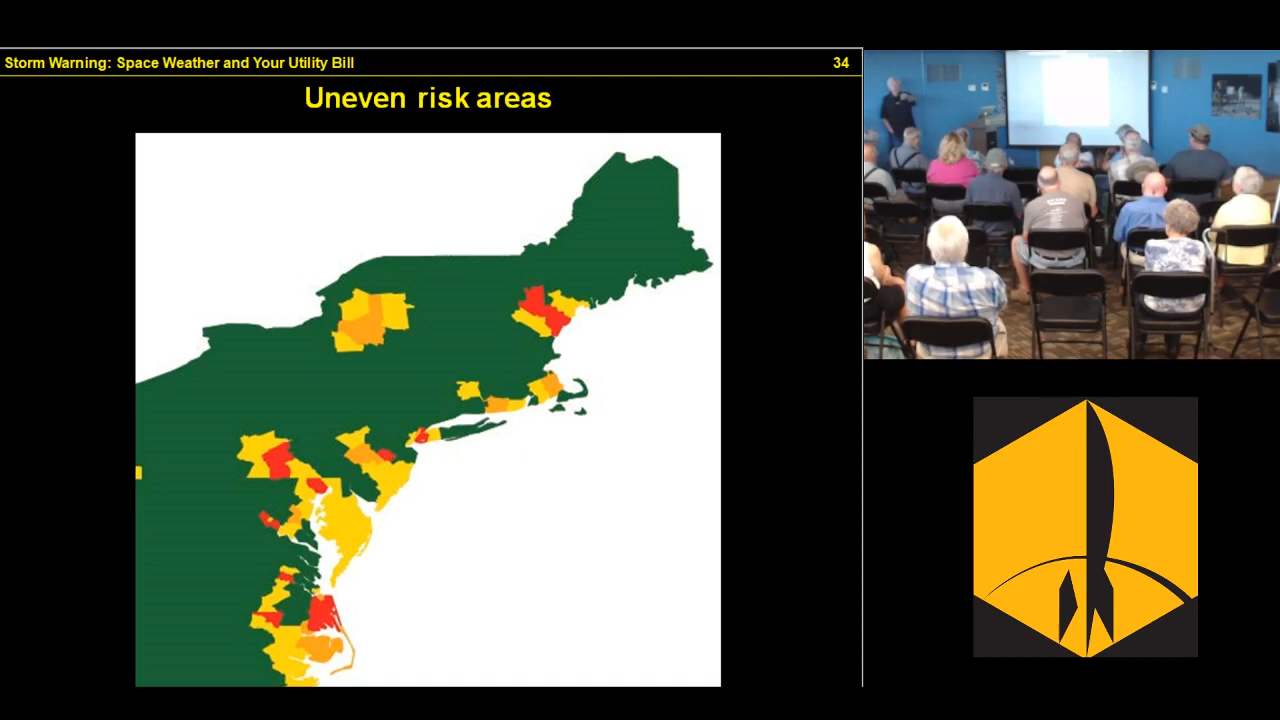 Storm Warning: Space Weather and Your Utility Bill 34
Uneven risk areas